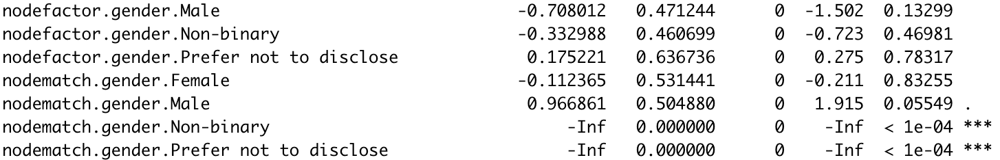 nodefactor.gender.Male -0.708012 0.471244 0 -1.502 0.13299
nodefactor.gender.Non-binary -0.332988 0.460699 0 -0.723 0.46981
nodefactor.gender.Prefer not to disclose 0.175221 0.636736 0 0.275 0.78317
nodematch.gender.Female -0.112365 0.531441 0 -0.211 0.83255
nodematch.gender.Male 0.966861 0.504880 0 1.915 0.05549 .
nodematch.gender.Non-binary -Inf 0.000000 0 -Inf < 1e-04 ***
nodematch.gender.Prefer not to disclose -Inf 0.000000 0 -Inf < 1e-04 ***